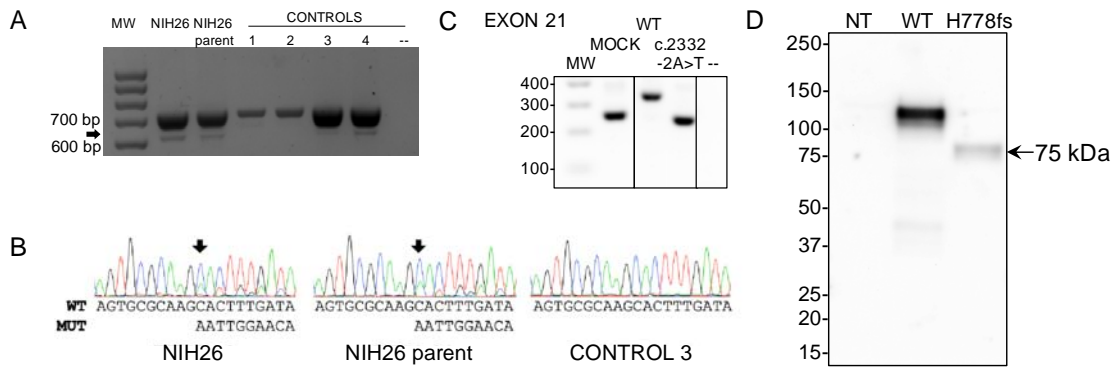 A
MW NIH26 NIH26 parent CONTROLS
1 2 3 4 --
700 bp
600 bp
B
WT AGTGCGCAAGCACTTTGATA AGTGCGCAAGCACTTTGATA AGTGCGCAAGCACTTTGATA
MUT AATTGGAACA AATTGGAACA
NIH26 NIH26 parent CONTROL 3
C EXON 21
WT
MOCK c.2332
MW -2A>T --
400
300
200
100
D
NT WT H778fs
250
150
100
75
50
37
25
20
15
75 kDa